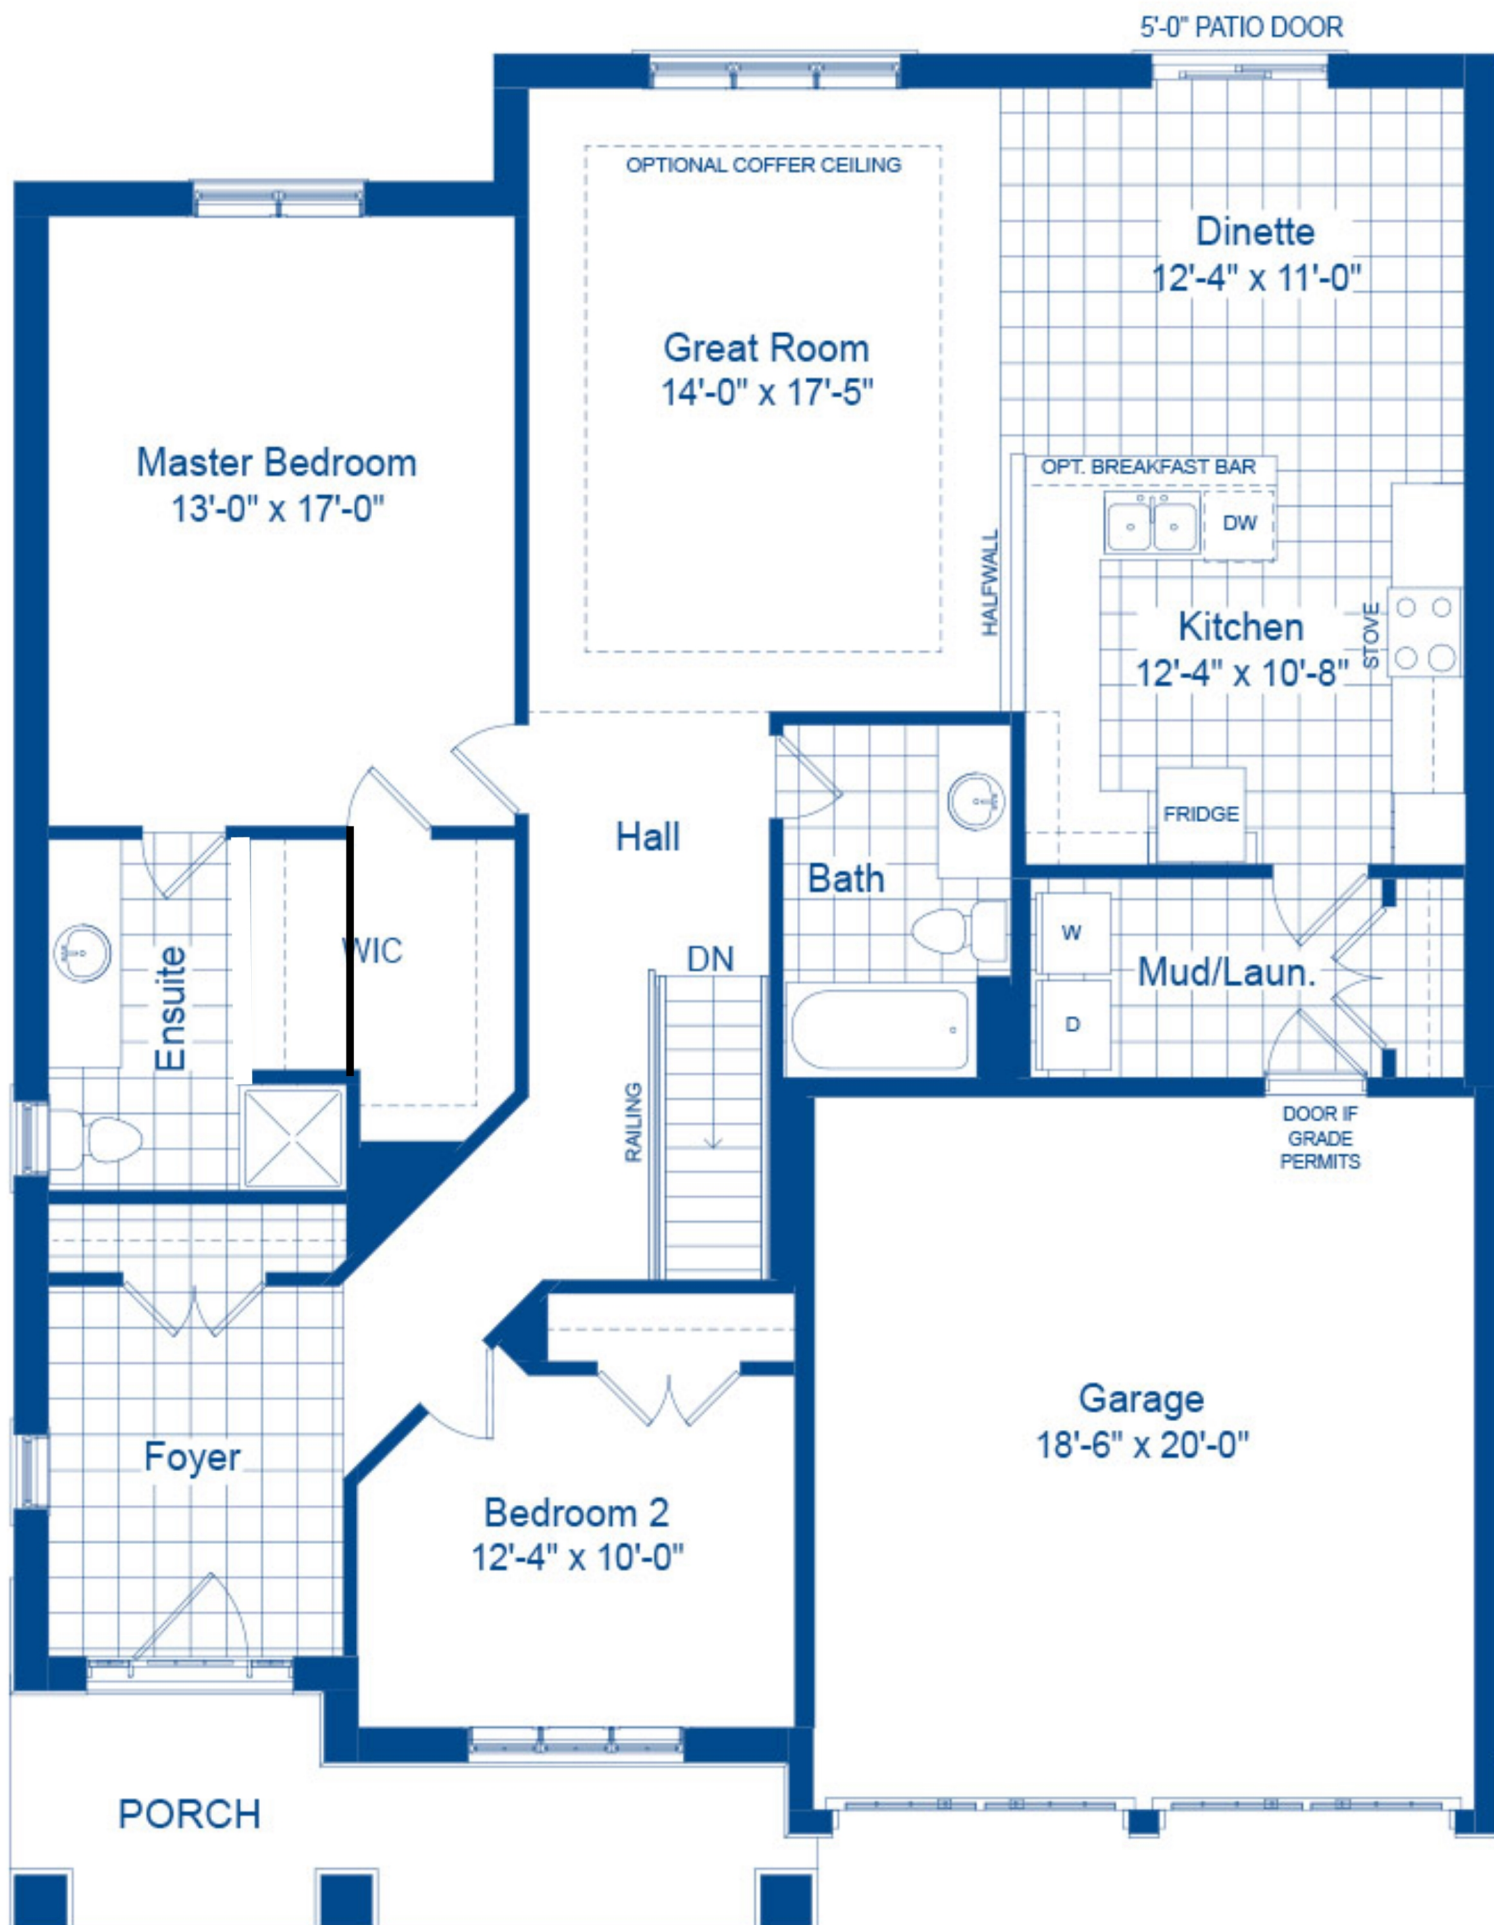 5'-0" PATIO DOOR
OPTIONAL COFFER CEILING
Dinette
12'-4" x 11'-0"
Great Room
14'-0" x 17'-5"
Master Bedroom
13'-0" x 17'-0"
OPT. BREAKFAST BAR
DW
HALFWALL
Kitchen
12'-4" x 10'-8"
STOVE
FRIDGE
Hall
Bath
WIC
Ensuite
DN
W
Mud/Laun.
D
RAILING
DOOR IF
GRADE
PERMITS
Garage
18'-6" x 20'-0"
Foyer
Bedroom 2
12'-4" x 10'-0"
PORCH